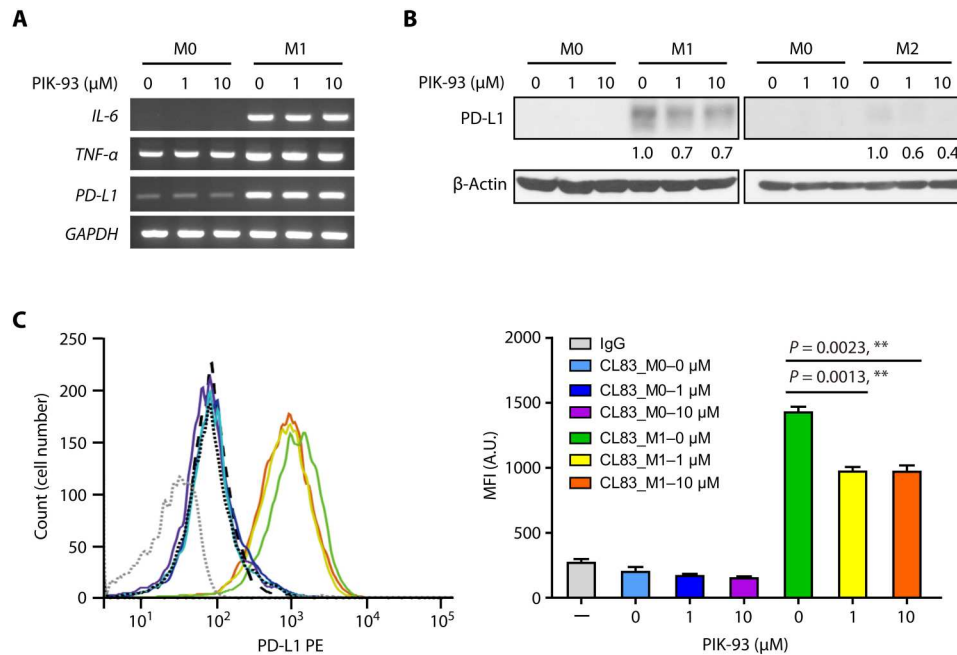 A
M0 M1
PIK-93 (µM) 0 1 10 0 1 10
IL-6
TNF-α
PD-L1
GAPDH
B
M0 M1 M0 M2
PIK-93 (µM) 0 1 10 0 1 10 0 1 10 0 1 10
PD-L1
1.0 0.7 0.7 1.0 0.6 0.4
β-Actin
C
250
200
150
100
50
0
Count (cell number)
10¹ 10² 10³ 10⁴ 10⁵
PD-L1 PE
2000
1500
1000
500
0
MFI (A.U.)
IgG
CL83_M0–0 µM
CL83_M0–1 µM
CL83_M0–10 µM
CL83_M1–0 µM
CL83_M1–1 µM
CL83_M1–10 µM
P = 0.0023, **
P = 0.0013, **
— 0 1 10 0 1 10
PIK-93 (µM)